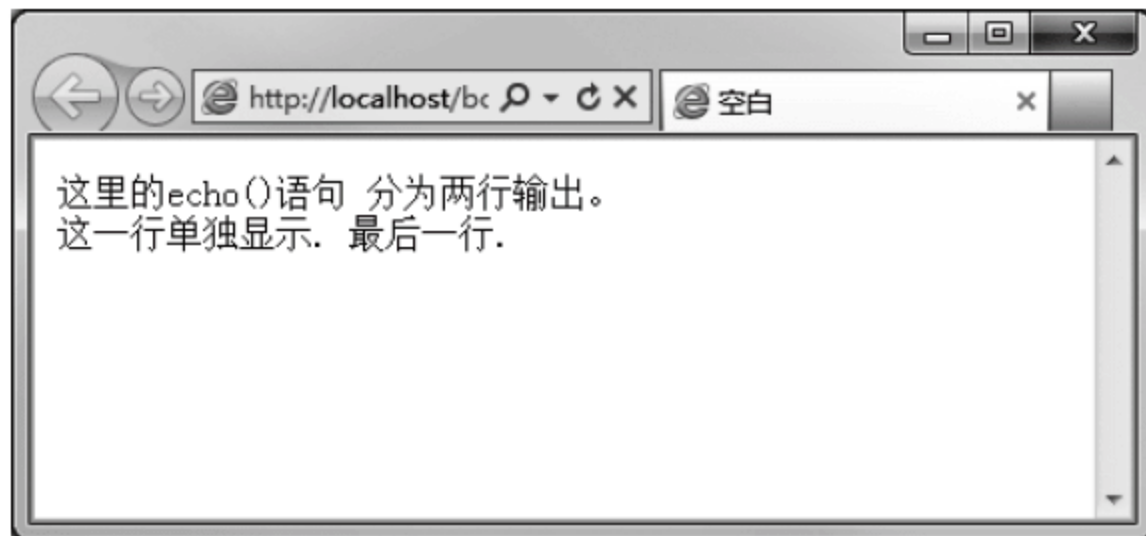 http://localhost/bc
空白
这里的echo()语句 分为两行输出。
这一行单独显示. 最后一行.